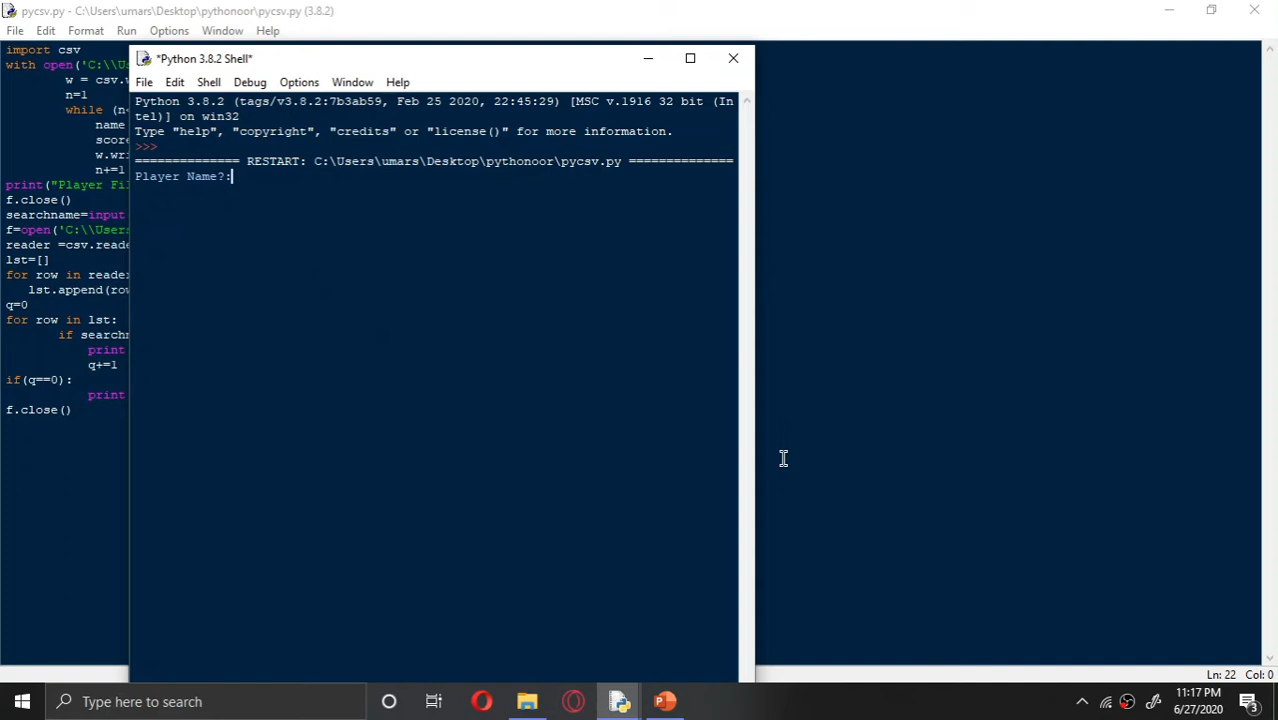 pycsv.py - C:\Users\umars\Desktop\pythonoor\pycsv.py (3.8.2)
File Edit Format Run Options Window Help
import csv
with open('C:\\U
w = csv.
n=1
while (n
name
score
w.wr
n+=1
print("Player Fi
f.close()
searchname=input
f=open('C:\\Users
reader =csv.reade
lst=[]
for row in reade
lst.append(ro
q=0
for row in lst:
if searchn
print
q+=1
if(q==0):
print
f.close()
*Python 3.8.2 Shell*
File Edit Shell Debug Options Window Help
Python 3.8.2 (tags/v3.8.2:7b3ab59, Feb 25 2020, 22:45:29) [MSC v.1916 32 bit (In
tel)] on win32
Type "help", "copyright", "credits" or "license()" for more information.
>>>
============== RESTART: C:\Users\umars\Desktop\pythonoor\pycsv.py ==============
Player Name?:
Ln: 22 Col: 0
Type here to search
11:17 PM
6/27/2020
3